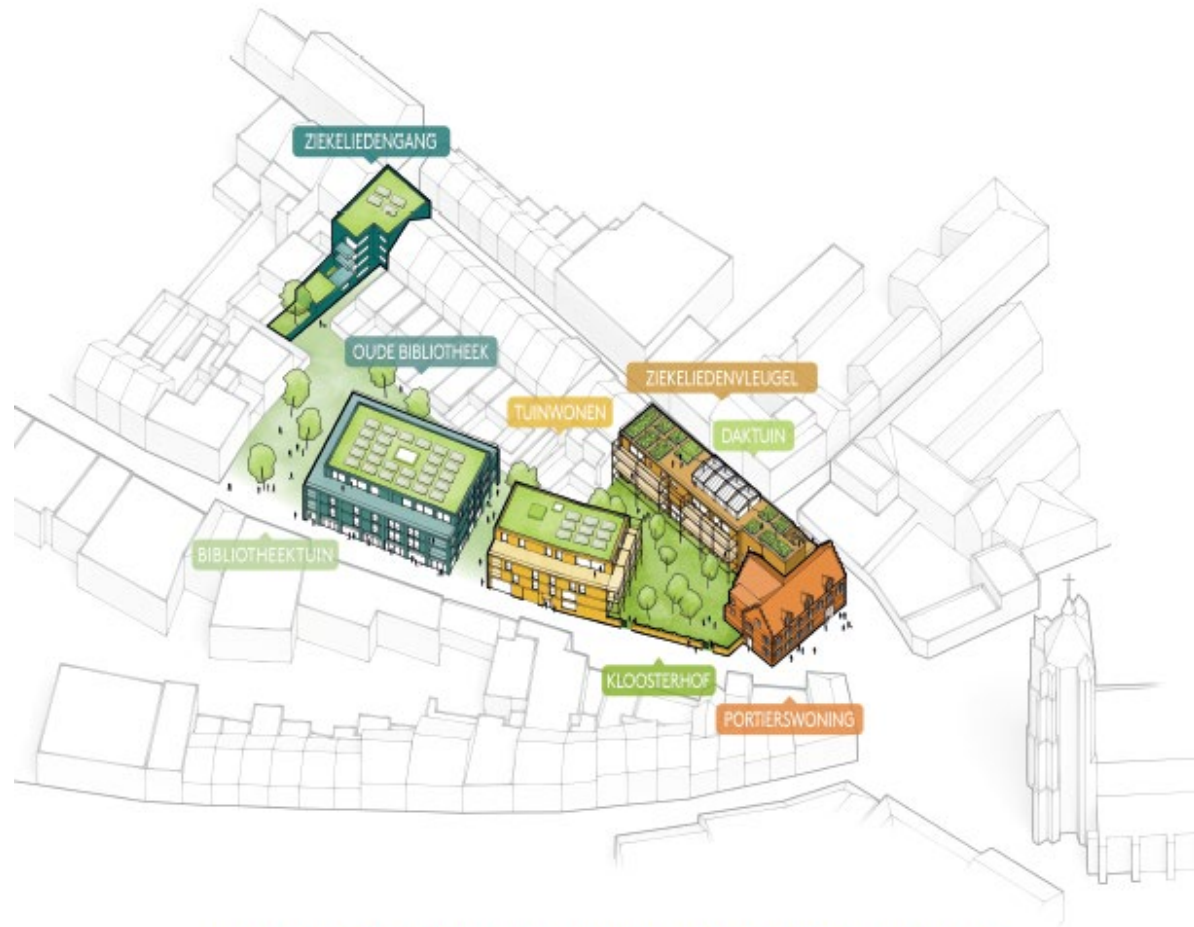 ZIEKELIEDENGANG
OUDE BIBLIOTHEEK
ZIEKELIEDENVLEUGEL
TUINWONEN
DAKTUIN
BIBLIOTHEEKTUIN
KLOOSTERHOF
PORTIERSWONING